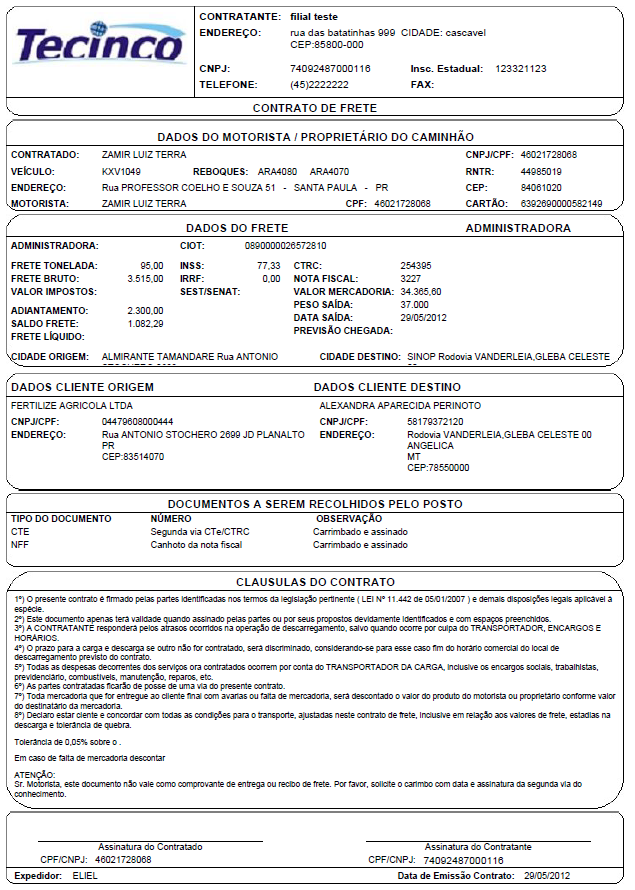 Tecinco
CONTRATANTE: filial teste
ENDEREÇO: rua das batatinhas 999 CIDADE: cascavel
CEP:85800-000
CNPJ: 74092487000116 Insc. Estadual: 123321123
TELEFONE: (45)2222222 FAX:
CONTRATO DE FRETE
DADOS DO MOTORISTA / PROPRIETÁRIO DO CAMINHÃO
CONTRATADO: ZAMIR LUIZ TERRA CNPJ/CPF: 46021728068
VEÍCULO: KXV1049 REBOQUES: ARA4080 ARA4070 RNTR: 44985019
ENDEREÇO: Rua PROFESSOR COELHO E SOUZA 51 - SANTA PAULA - PR CEP: 84061020
MOTORISTA: ZAMIR LUIZ TERRA CPF: 46021728068 CARTÃO: 6392690000582149
DADOS DO FRETE ADMINISTRADORA
ADMINISTRADORA: CIOT: 0890000026572810
FRETE TONELADA: 95,00 INSS: 77,33 CTRC: 254395
FRETE BRUTO: 3.515,00 IRRF: 0,00 NOTA FISCAL: 3227
VALOR IMPOSTOS: SEST/SENAT: VALOR MERCADORIA: 34.365,60
PESO SAÍDA: 37.000
ADIANTAMENTO: 2.300,00 DATA SAÍDA: 29/05/2012
SALDO FRETE: 1.082,29 PREVISÃO CHEGADA:
FRETE LÍQUIDO:
CIDADE ORIGEM: ALMIRANTE TAMANDARE Rua ANTONIO CIDADE DESTINO: SINOP Rodovia VANDERLEIA,GLEBA CELESTE
DADOS CLIENTE ORIGEM DADOS CLIENTE DESTINO
FERTILIZE AGRICOLA LTDA ALEXANDRA APARECIDA PERINOTO
CNPJ/CPF: 04479608000444 CNPJ/CPF: 58179372120
ENDEREÇO: Rua ANTONIO STOCHERO 2699 JD PLANALTO ENDEREÇO: Rodovia VANDERLEIA,GLEBA CELESTE 00
PR ANGELICA
CEP:83514070 MT
CEP:78550000
DOCUMENTOS A SEREM RECOLHIDOS PELO POSTO
TIPO DO DOCUMENTO NÚMERO OBSERVAÇÃO
CTE Segunda via CTe/CTRC Carrimbado e assinado
NFF Canhoto da nota fiscal Carrimbado e assinado
CLAUSULAS DO CONTRATO
1º) O presente contrato é firmado pelas partes identificadas nos termos da legislação pertinente ( LEI Nº 11.442 de 05/01/2007 ) e demais disposições legais aplicável à
espécie.
2º) Este documento apenas terá validade quando assinado pelas partes ou por seus propostos devidamente identificados e com espaços preenchidos.
3º) A CONTRATANTE responderá pelos atrasos ocorridos na operação de descarregamento, salvo quando ocorre por culpa do TRANSPORTADOR, ENCARGOS E
HORÁRIOS.
4º) O prazo para a carga e descarga se outro não for contratado, será discriminado, considerando-se para esse caso fim do horário comercial do local de
descarregamento previsto do contrato.
5º) Todas as despesas decorrentes dos serviços ora contratados ocorrem por conto do TRANSPORTADOR DA CARGA, inclusive os encargos sociais, trabalhistas,
previdenciário, combustíveis, manutenção, reparos, etc.
6º) As partes contratadas ficarão de posse de uma via do presente contrato.
7º) Toda mercadoria que for entregue ao cliente final com avarias ou falta de mercadoria, será descontado o valor do produto do motorista ou proprietário conforme valor
do destinatário da mercadoria.
8º) Declaro estar ciente e concordar com todas as condições para o transporte, ajustadas neste contrato de frete, inclusive em relação aos valores de frete, estadias na
descarga e tolerância de quebra.
Tolerância de 0,05% sobre o .
Em caso de falta de mercadoria descontar
ATENÇÃO:
Sr. Motorista, este documento não vale como comprovante de entrega ou recibo de frete. Por favor, solicite o carimbo com data e assinatura da segunda via do
conhecimento.
Assinatura do Contratado Assinatura do Contratante
CPF/CNPJ: 46021728068 CPF/CNPJ: 74092487000116
Expedidor: ELIEL Data de Emissão Contrato: 29/05/2012